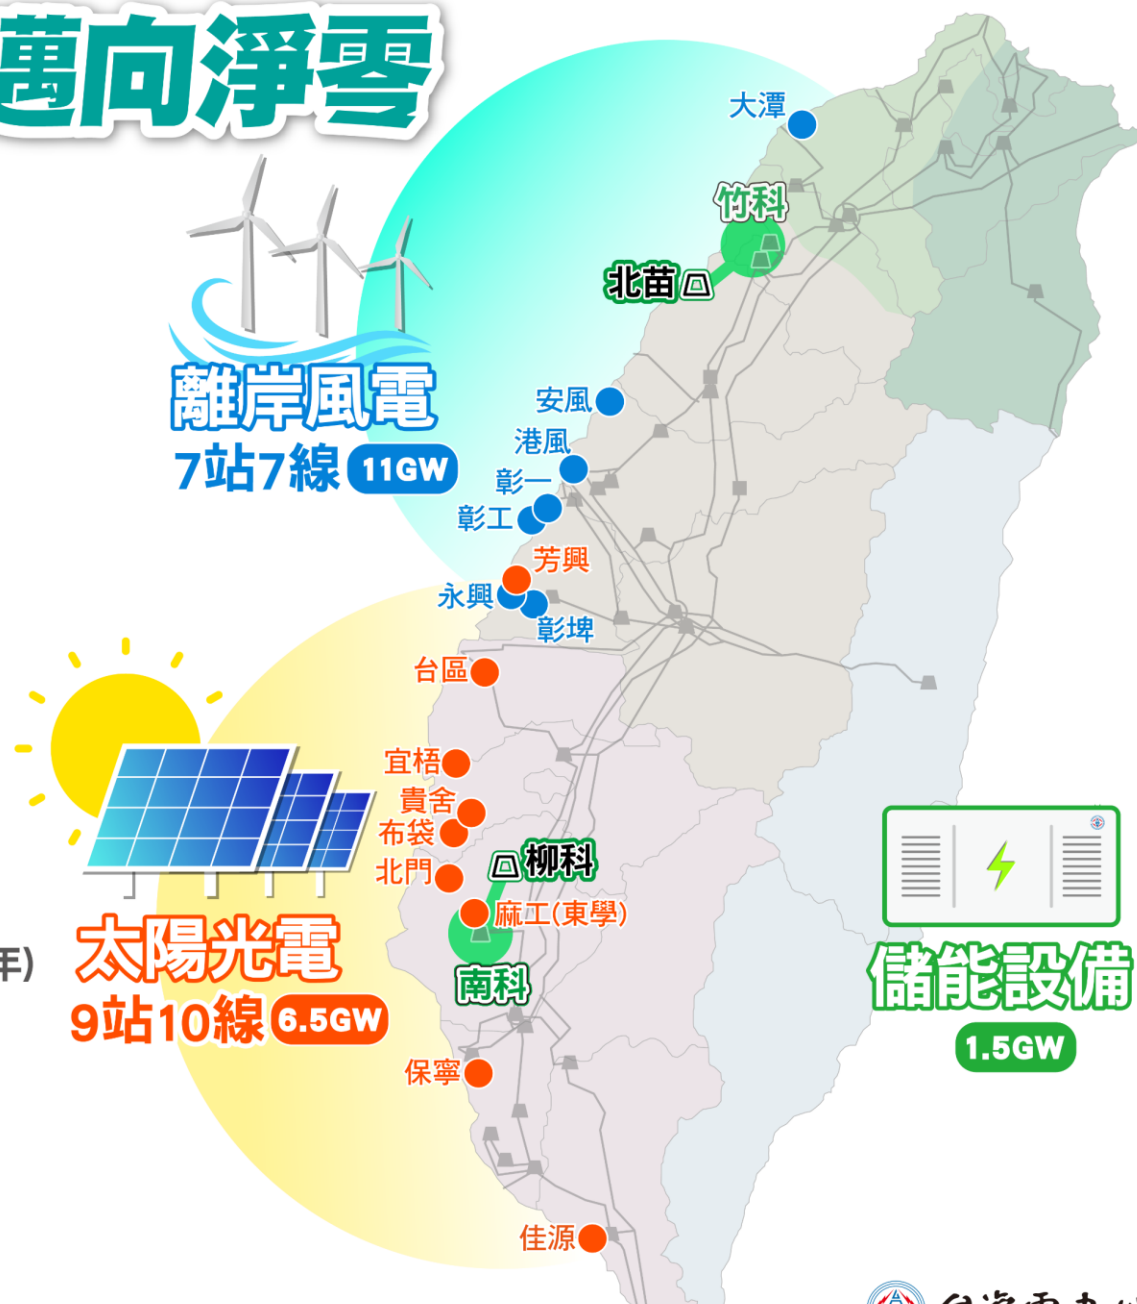 邁向淨零
大潭
竹科
北苗
離岸風電
7站7線 11GW
安風
港風
彰一
彰工
芳興
永興
彰埤
台區
宜梧
貴舍
布袋
北門
柳科
麻工(東學)
南科
年)
太陽光電
9站10線 6.5GW
儲能設備
1.5GW
保寧
佳源